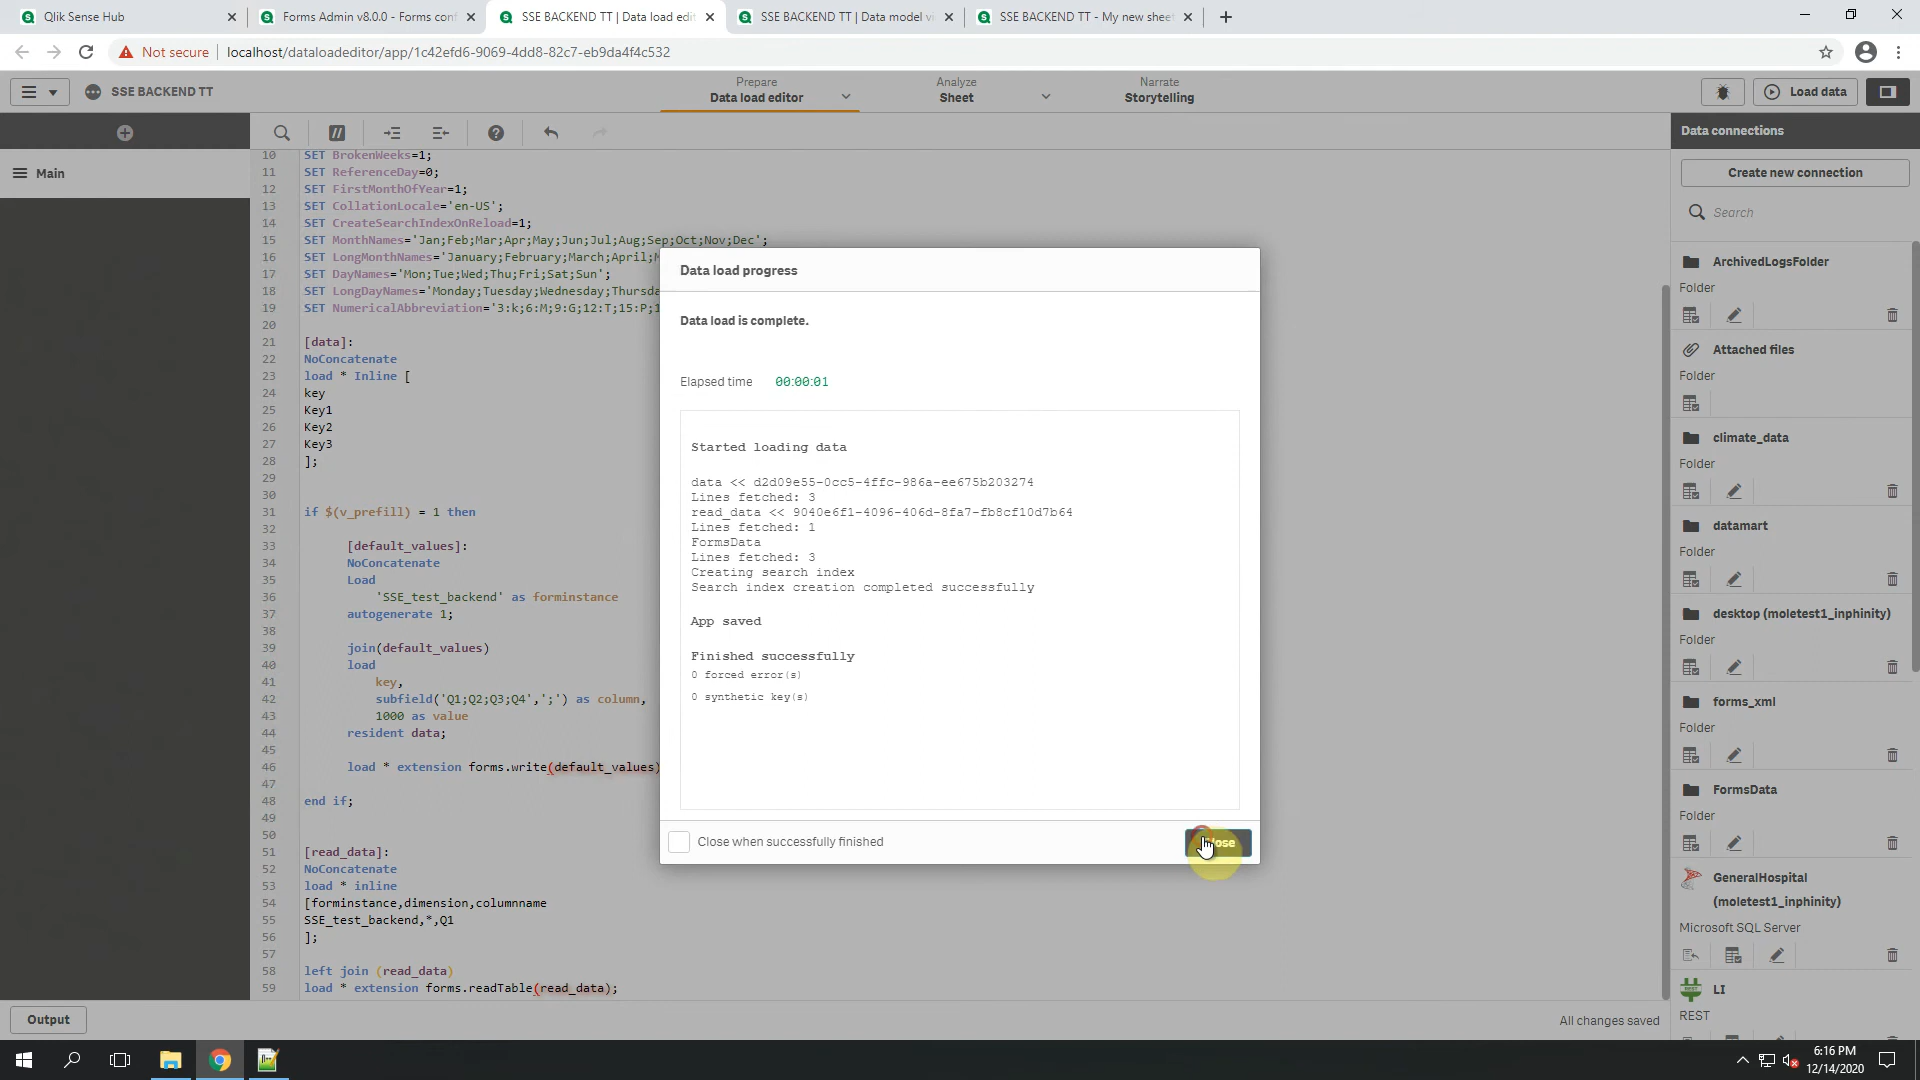 Qlik Sense Hub
Forms Admin v8.0.0 - Forms conf
SSE BACKEND TT | Data load edit
SSE BACKEND TT | Data model vi
SSE BACKEND TT - My new sheet
Not secure
localhost/dataloadeditor/app/1c42efd6-9069-4dd8-82c7-eb9da4f4c532
SSE BACKEND TT
Prepare
Data load editor
Analyze
Sheet
Narrate
Storytelling
Load data
Main
10 SET BrokenWeeks=1;
11 SET ReferenceDay=0;
12 SET FirstMonthOfYear=1;
13 SET CollationLocale='en-US';
14 SET CreateSearchIndexOnReload=1;
15 SET MonthNames='Jan;Feb;Mar;Apr;May;Jun;Jul;Aug;Sep;Oct;Nov;Dec';
16 SET LongMonthNames='January;February;March;April;M
17 SET DayNames='Mon;Tue;Wed;Thu;Fri;Sat;Sun';
18 SET LongDayNames='Monday;Tuesday;Wednesday;Thursda
19 SET NumericalAbbreviation='3:k;6:M;9:G;12:T;15:P;1
20
21 [data]:
22 NoConcatenate
23 load * Inline [
24 key
25 Key1
26 Key2
27 Key3
28 ];
29
30
31 if $(v_prefill) = 1 then
32
33 [default_values]:
34 NoConcatenate
35 Load
36 'SSE_test_backend' as forminstance
37 autogenerate 1;
38
39 join(default_values)
40 load
41 key,
42 subfield('Q1;Q2;Q3;Q4',';') as column,
43 1000 as value
44 resident data;
45
46 load * extension forms.write(default_values)
47
48 end if;
49
50
51 [read_data]:
52 NoConcatenate
53 load * inline
54 [forminstance,dimension,columnname
55 SSE_test_backend,*,Q1
56 ];
57
58 left join (read_data)
59 load * extension forms.readTable(read_data);
Data load progress
Data load is complete.
Elapsed time 00:00:01
Started loading data
data << d2d09e55-0cc5-4ffc-986a-ee675b203274
Lines fetched: 3
read_data << 9040e6f1-4096-406d-8fa7-fb8cf10d7b64
Lines fetched: 1
FormsData
Lines fetched: 3
Creating search index
Search index creation completed successfully
App saved
Finished successfully
0 forced error(s)
0 synthetic key(s)
Close when successfully finished
Data connections
Create new connection
Search
ArchivedLogsFolder
Folder
Attached files
Folder
climate_data
Folder
datamart
Folder
desktop (moletest1_inphinity)
Folder
forms_xml
Folder
FormsData
Folder
GeneralHospital
(moletest1_inphinity)
Microsoft SQL Server
REST
LI
REST
Output
All changes saved
6:16 PM
12/14/2020